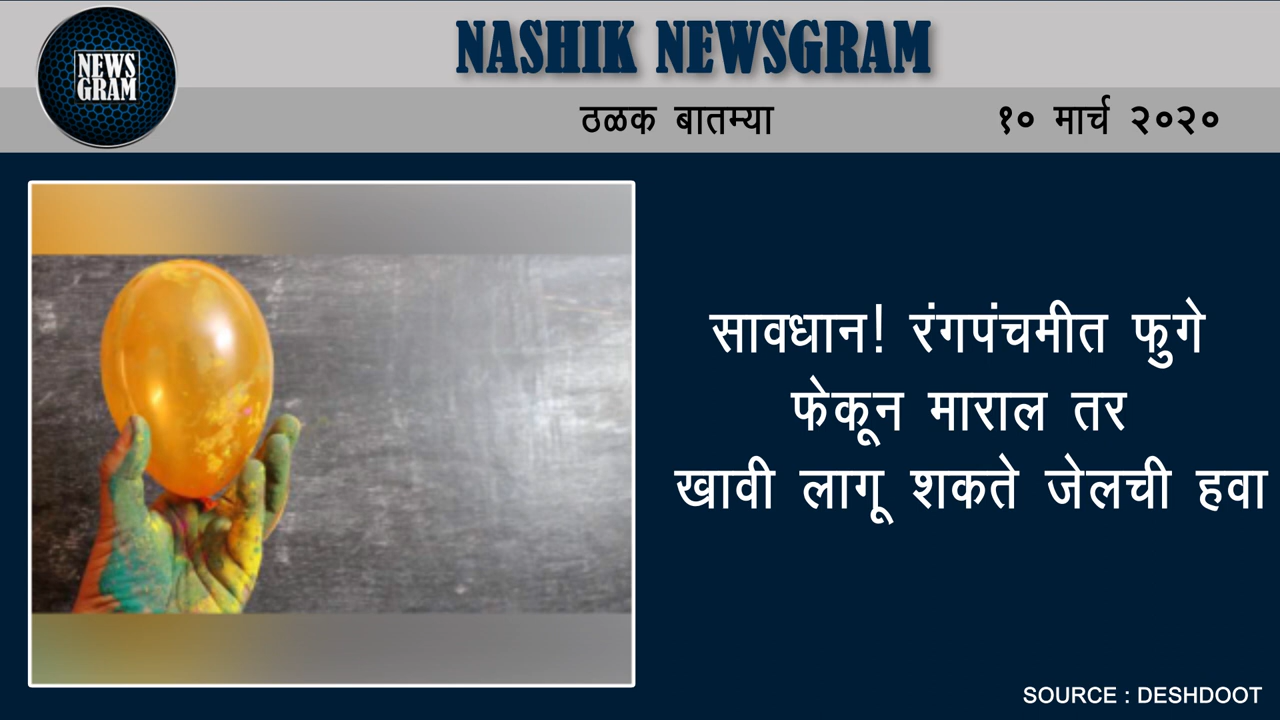 NEWS
GRAM
NASHIK NEWSGRAM
ठळक बातम्या
१० मार्च २०२०
सावधान! रंगपंचमीत फुगे
फेकून माराल तर
खावी लागू शकते जेलची हवा
SOURCE : DESHDOOT